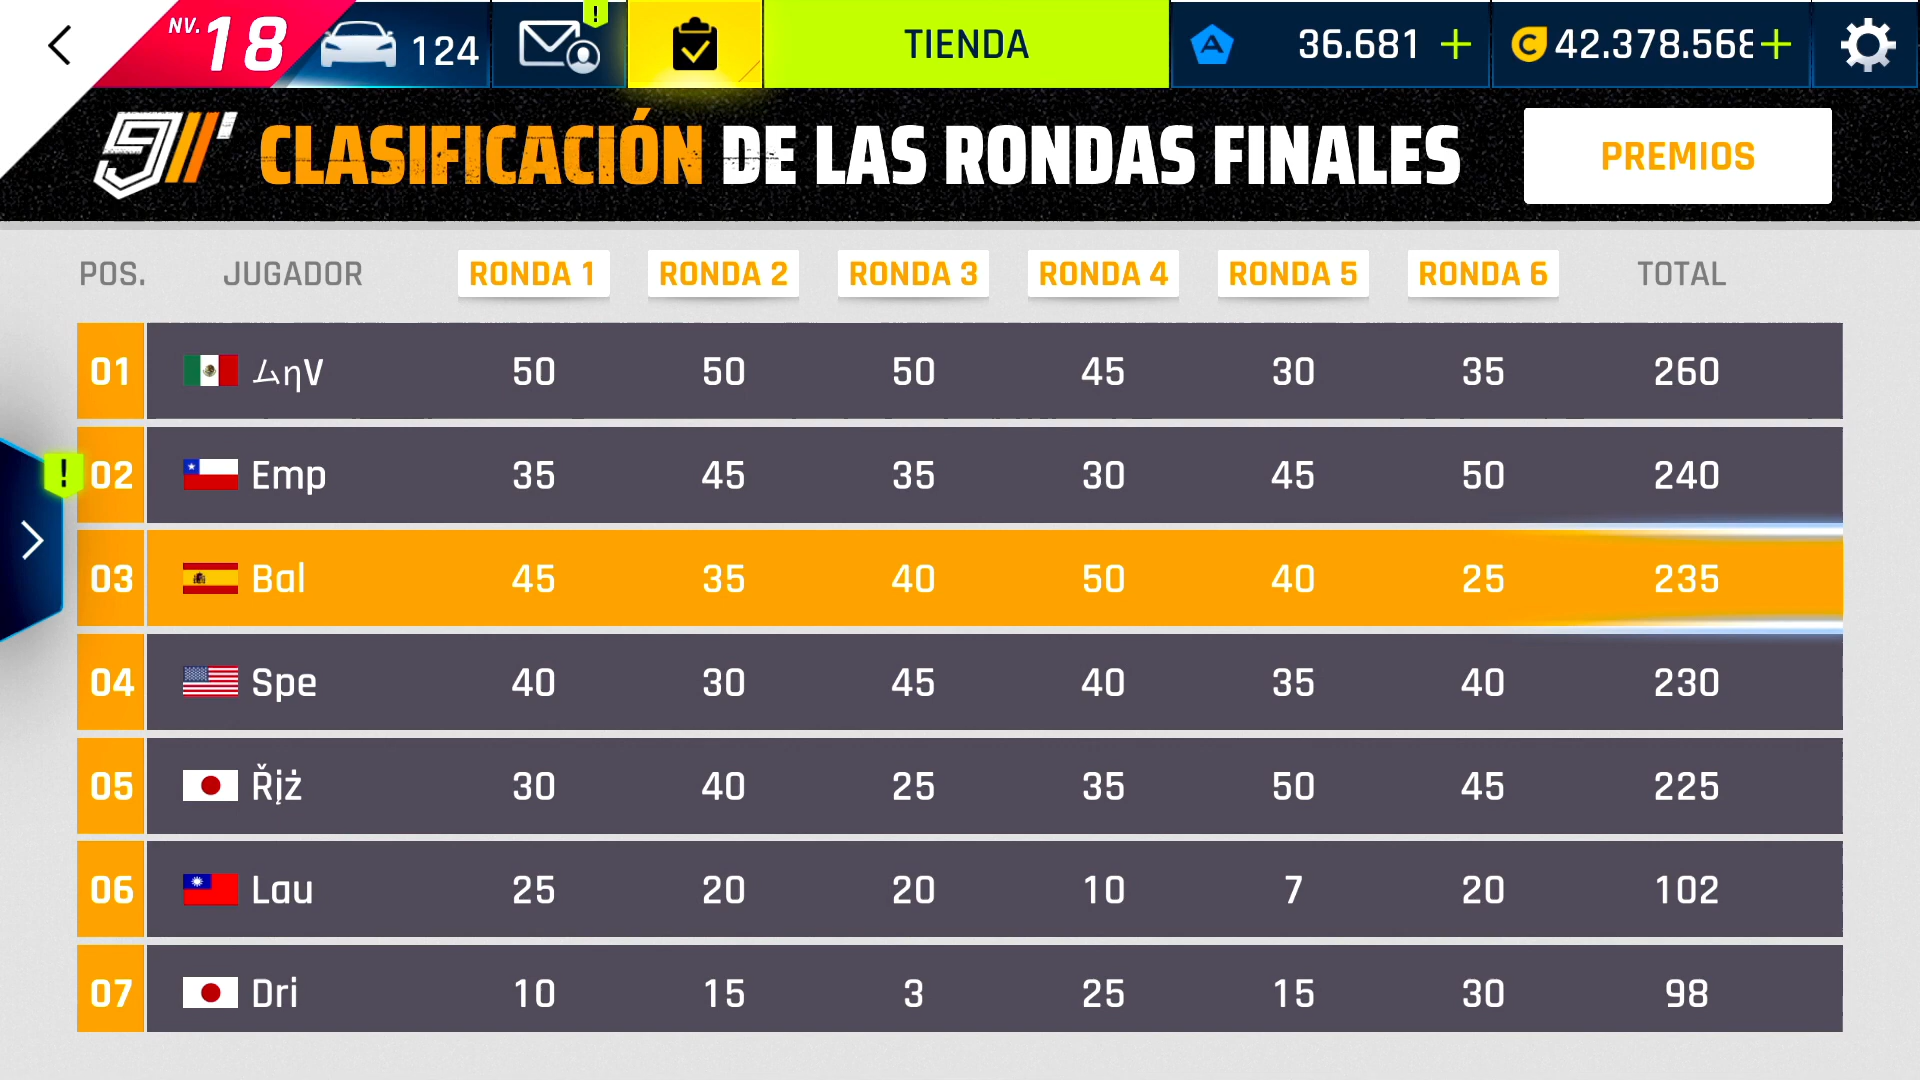 NV. 18 124 ! TIENDA 36.681 + 42.378.568 +
CLASIFICACIÓN DE LAS RONDAS FINALES PREMIOS
POS. JUGADOR RONDA 1 RONDA 2 RONDA 3 RONDA 4 RONDA 5 RONDA 6 TOTAL
01 ムηV 50 50 50 45 30 35 260
! 02 Emp 35 45 35 30 45 50 240
03 Bal 45 35 40 50 40 25 235
04 Spe 40 30 45 40 35 40 230
05 Řįż 30 40 25 35 50 45 225
06 Lau 25 20 20 10 7 20 102
07 Dri 10 15 3 25 15 30 98